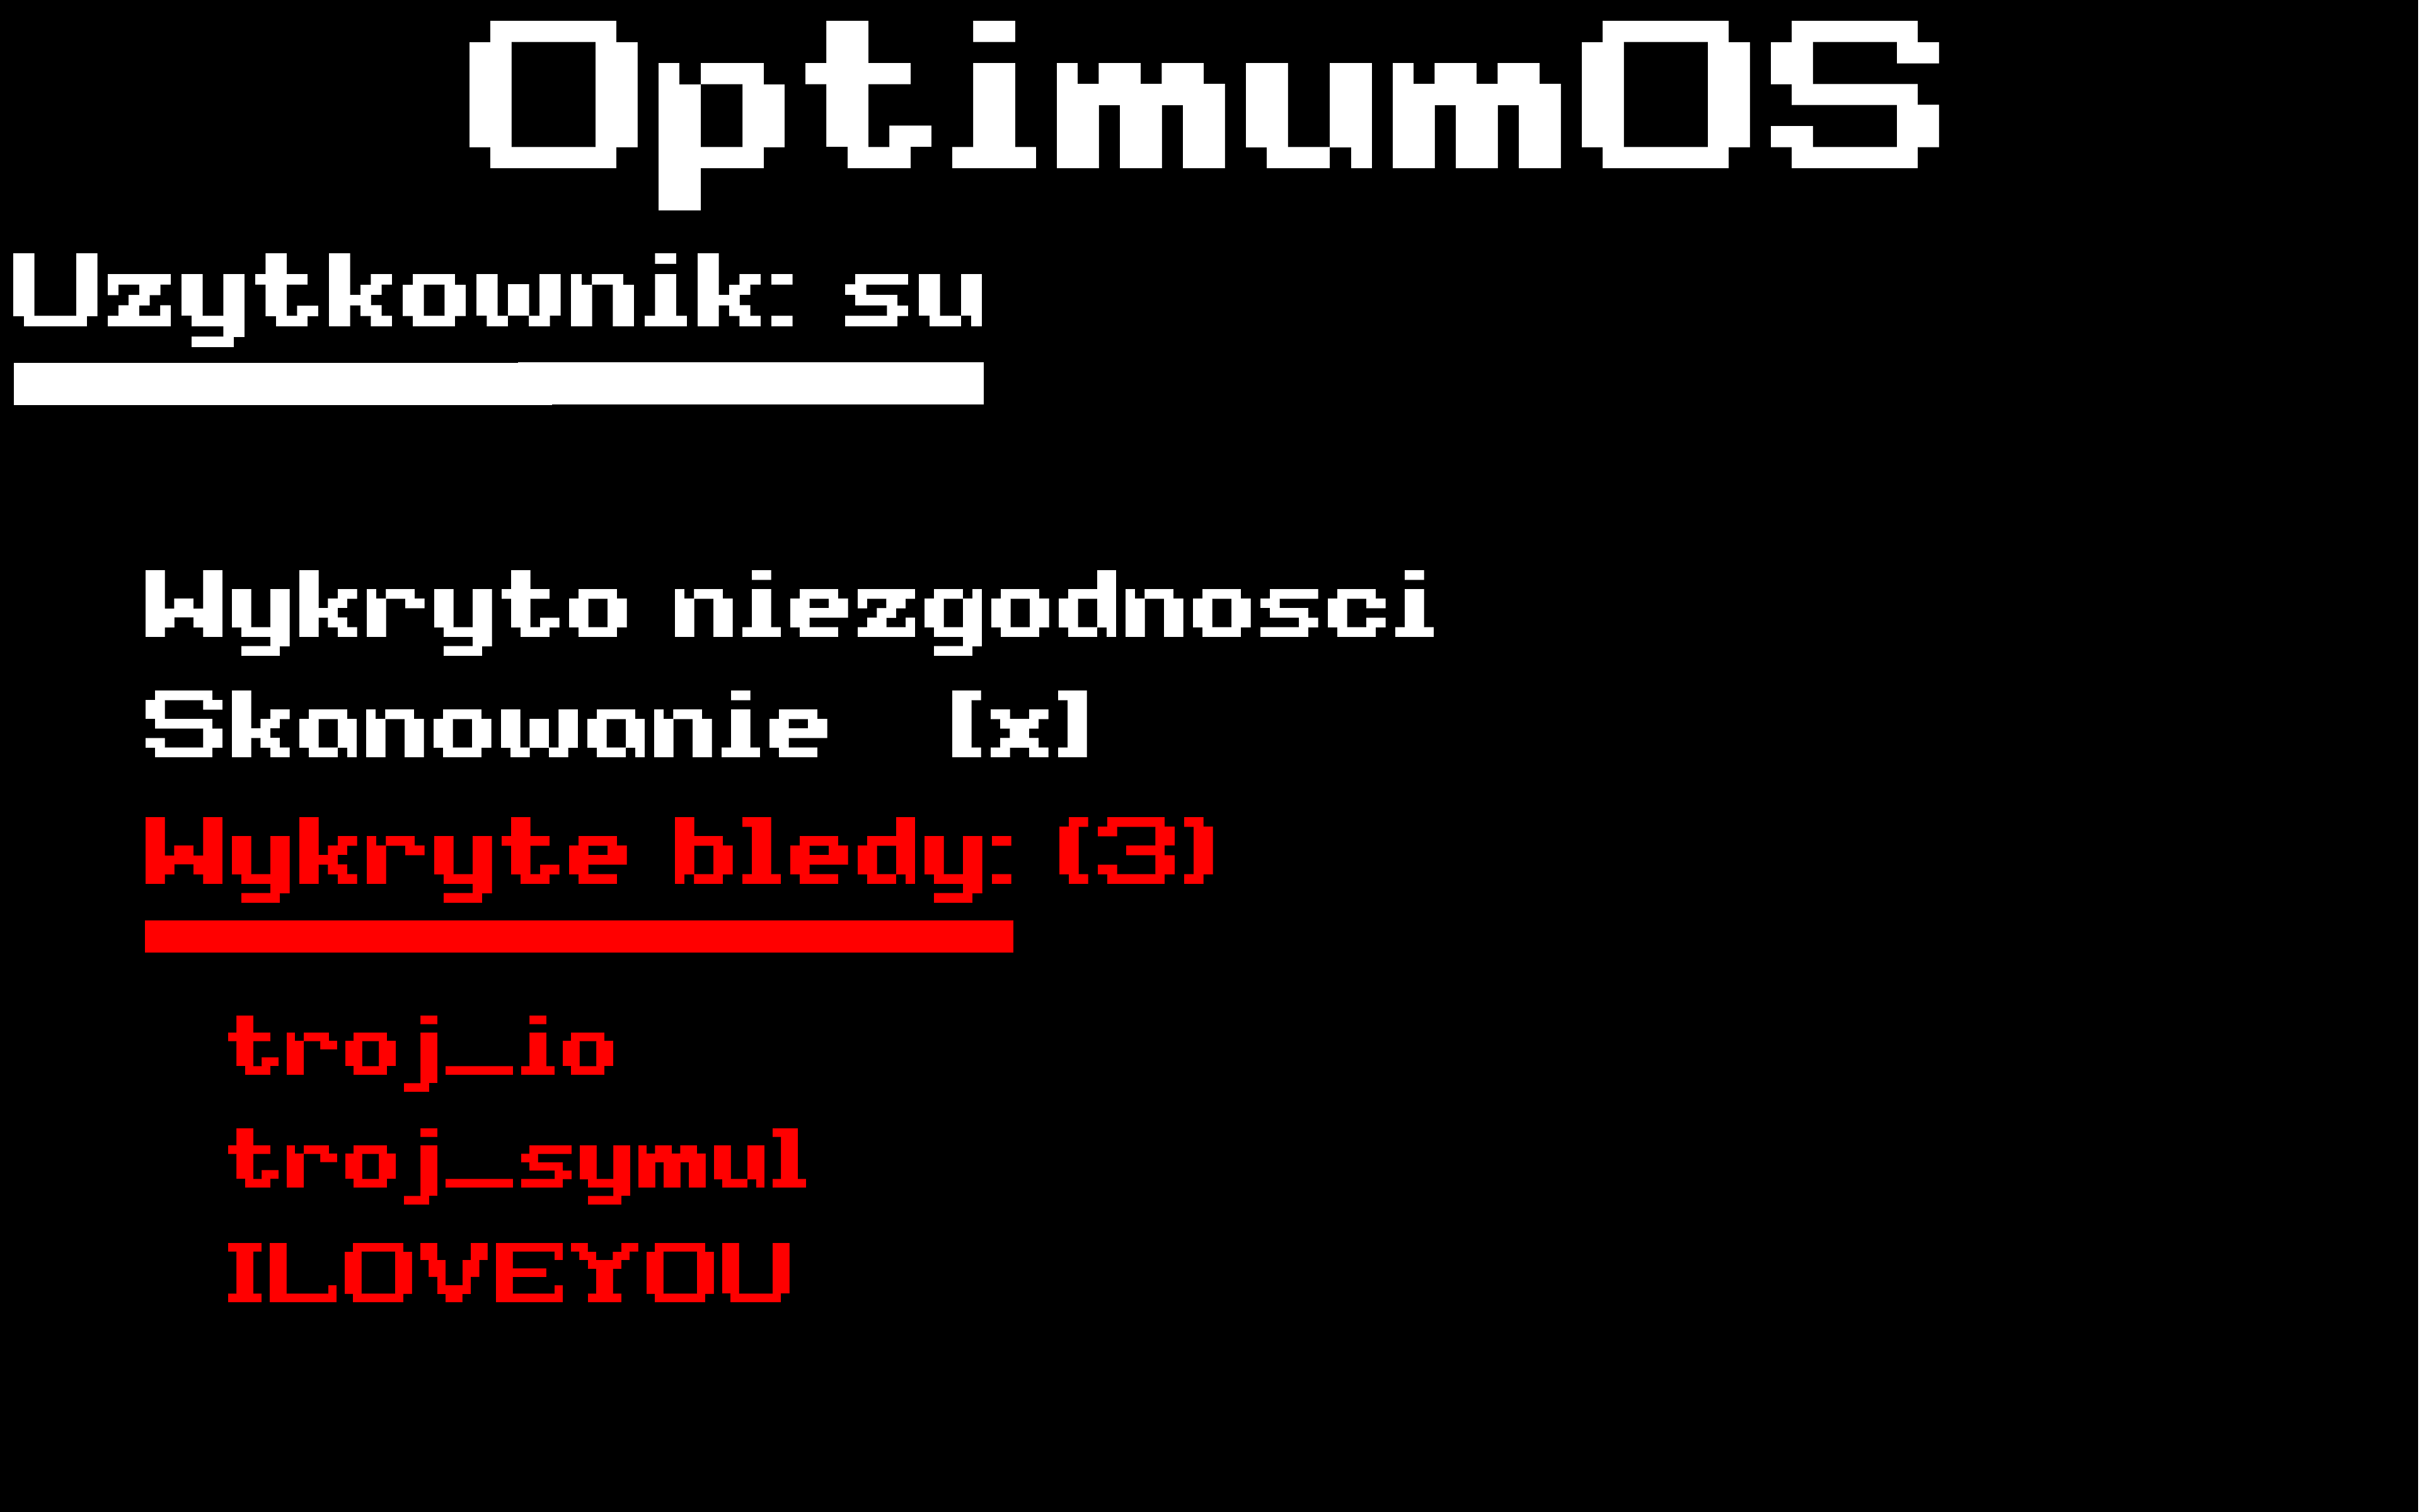 OptimumOS
Uzytkownik: su
Wykryto niezgodnosci
Skanowanie [x]
Wykryte bledy: (3)
troj_io
troj_symul
ILOVEYOU